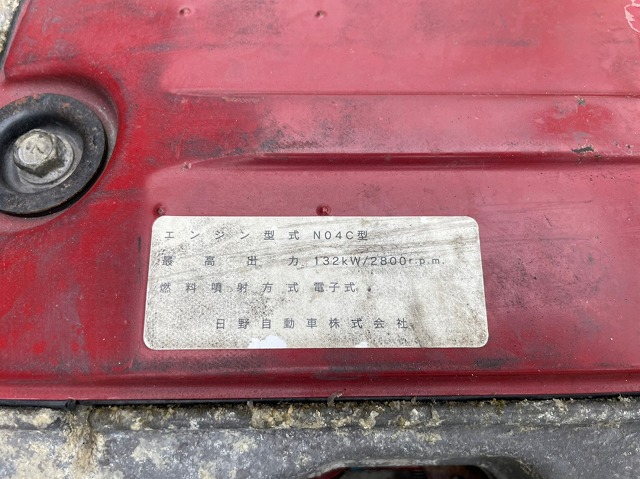 エンジン型式 N04C型
最高出力 132kW/2800r.p.m.
燃料噴射方式 電子式
日野自動車株式会社